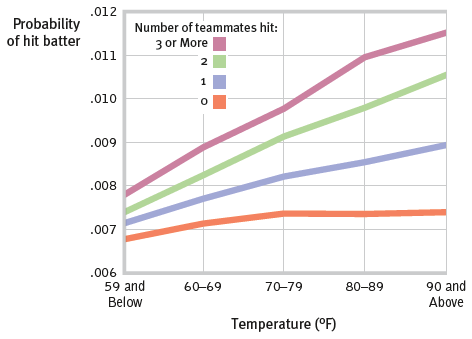 Probability
of hit batter
.012
.011
.010
.009
.008
.007
.006
Number of teammates hit:
3 or More
2
1
0
59 and
Below
60–69
70–79
80–89
90 and
Above
Temperature (ºF)